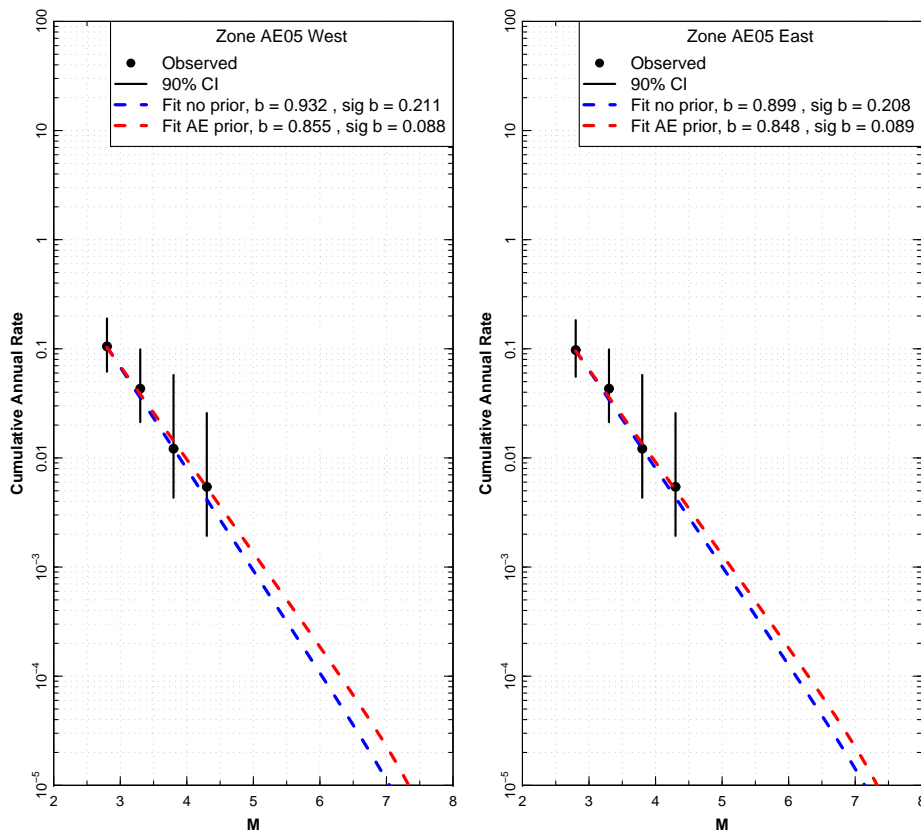 Zone AE05 West
Observed
90% CI
Fit no prior, b = 0.932 , sig b = 0.211
Fit AE prior, b = 0.855 , sig b = 0.088
Cumulative Annual Rate
100
10
1
0.1
0.01
10−3
10−4
10−5
2 3 4 5 6 7 8
M
Zone AE05 East
Observed
90% CI
Fit no prior, b = 0.899 , sig b = 0.208
Fit AE prior, b = 0.848 , sig b = 0.089
Cumulative Annual Rate
100
10
1
0.1
0.01
10−3
10−4
10−5
2 3 4 5 6 7 8
M